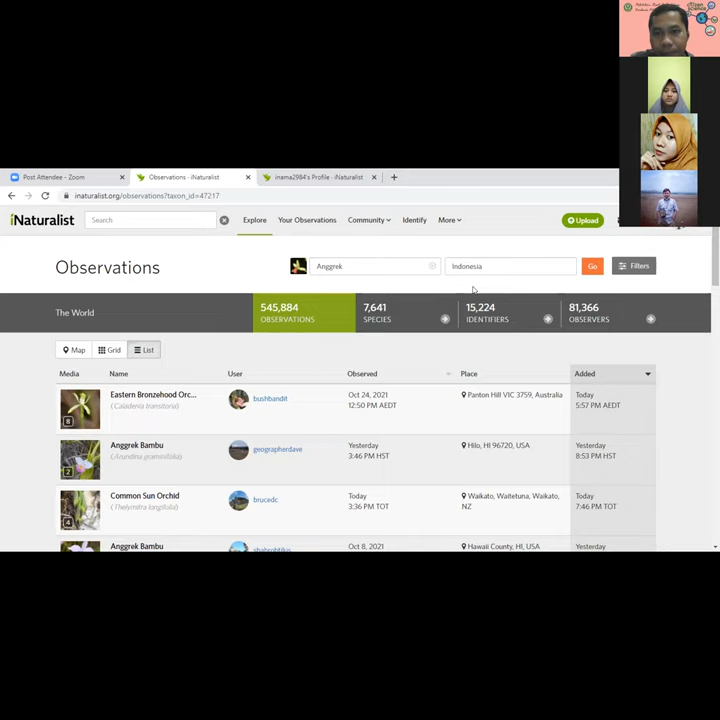 Post Attendee - Zoom
Observations · iNaturalist
inama2984's Profile · iNaturalist
inaturalist.org/observations?taxon_id=47217
iNaturalist
Search
Explore
Your Observations
Community
Identify
More
Upload
Observations
Anggrek
Indonesia
Go
Filters
The World
545,884
OBSERVATIONS
7,641
SPECIES
15,224
IDENTIFIERS
81,366
OBSERVERS
Map
Grid
List
Media
Name
User
Observed
Place
Added
8
Eastern Bronzehood Orc...
(Caladenia transitoria)
bushbandit
Oct 24, 2021
12:50 PM AEDT
Panton Hill VIC 3759, Australia
Today
5:57 PM AEDT
2
Anggrek Bambu
(Arundina graminifolia)
geographerdave
Yesterday
3:46 PM HST
Hilo, HI 96720, USA
Yesterday
8:53 PM HST
4
Common Sun Orchid
(Thelymitra longifolia)
brucedc
Today
3:36 PM TOT
Waikato, Waitetuna, Waikato,
NZ
Today
7:46 PM TOT
Anggrek Bambu
Oct 8, 2021
Hawaii County, HI, USA
Yesterday